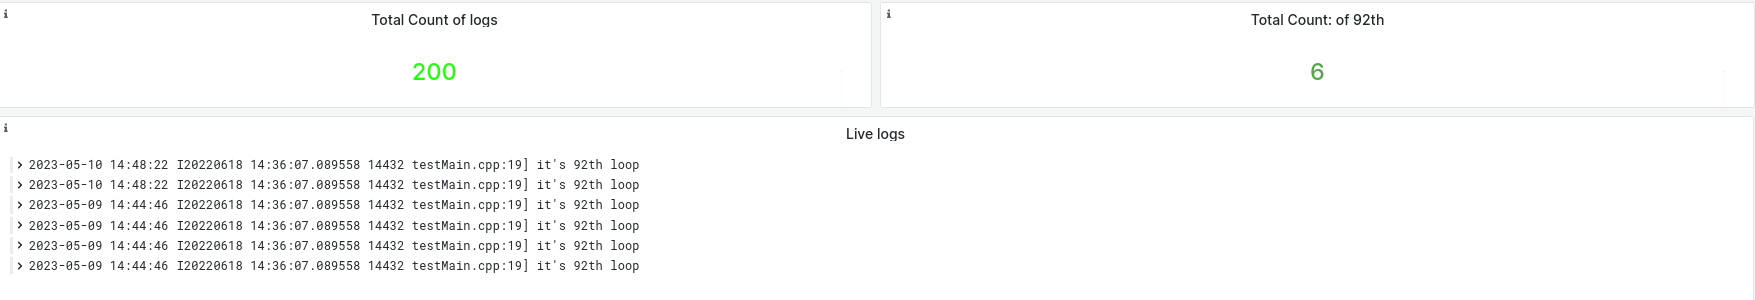 Total Count of logs
200
Total Count: of 92th
6
Live logs
2023-05-10 14:48:22 I20220618 14:36:07.089558 14432 testMain.cpp:19] it's 92th loop
2023-05-10 14:48:22 I20220618 14:36:07.089558 14432 testMain.cpp:19] it's 92th loop
2023-05-09 14:44:46 I20220618 14:36:07.089558 14432 testMain.cpp:19] it's 92th loop
2023-05-09 14:44:46 I20220618 14:36:07.089558 14432 testMain.cpp:19] it's 92th loop
2023-05-09 14:44:46 I20220618 14:36:07.089558 14432 testMain.cpp:19] it's 92th loop
2023-05-09 14:44:46 I20220618 14:36:07.089558 14432 testMain.cpp:19] it's 92th loop